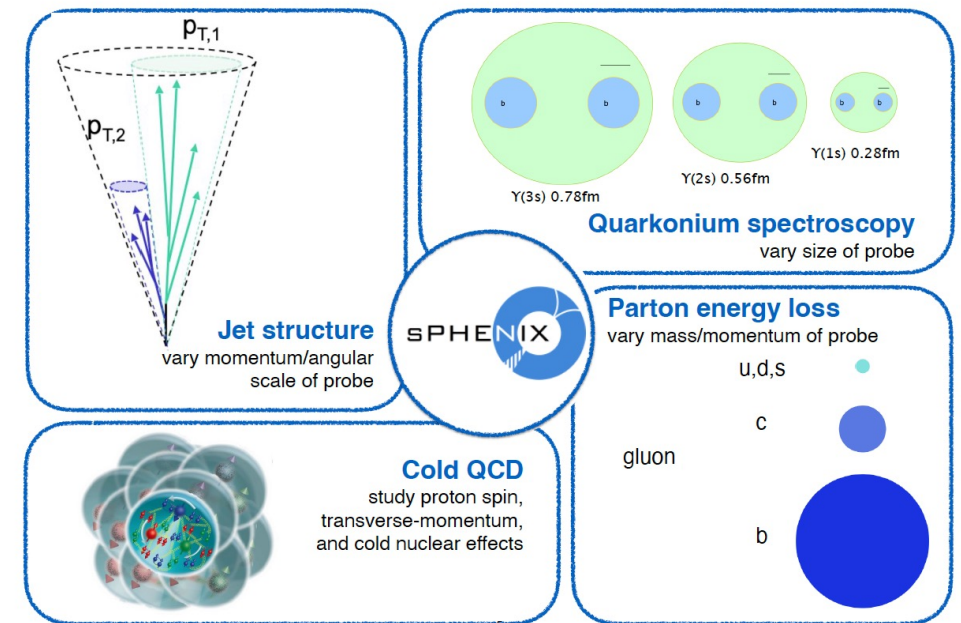 pT,1
pT,2
Jet structure
vary momentum/angular
scale of probe
b
b
b
b
b
b
ϒ(3s) 0.78fm
ϒ(2s) 0.56fm
ϒ(1s) 0.28fm
Quarkonium spectroscopy
vary size of probe
sPHENIX
Parton energy loss
vary mass/momentum of probe
u,d,s
c
gluon
b
Cold QCD
study proton spin,
transverse-momentum,
and cold nuclear effects